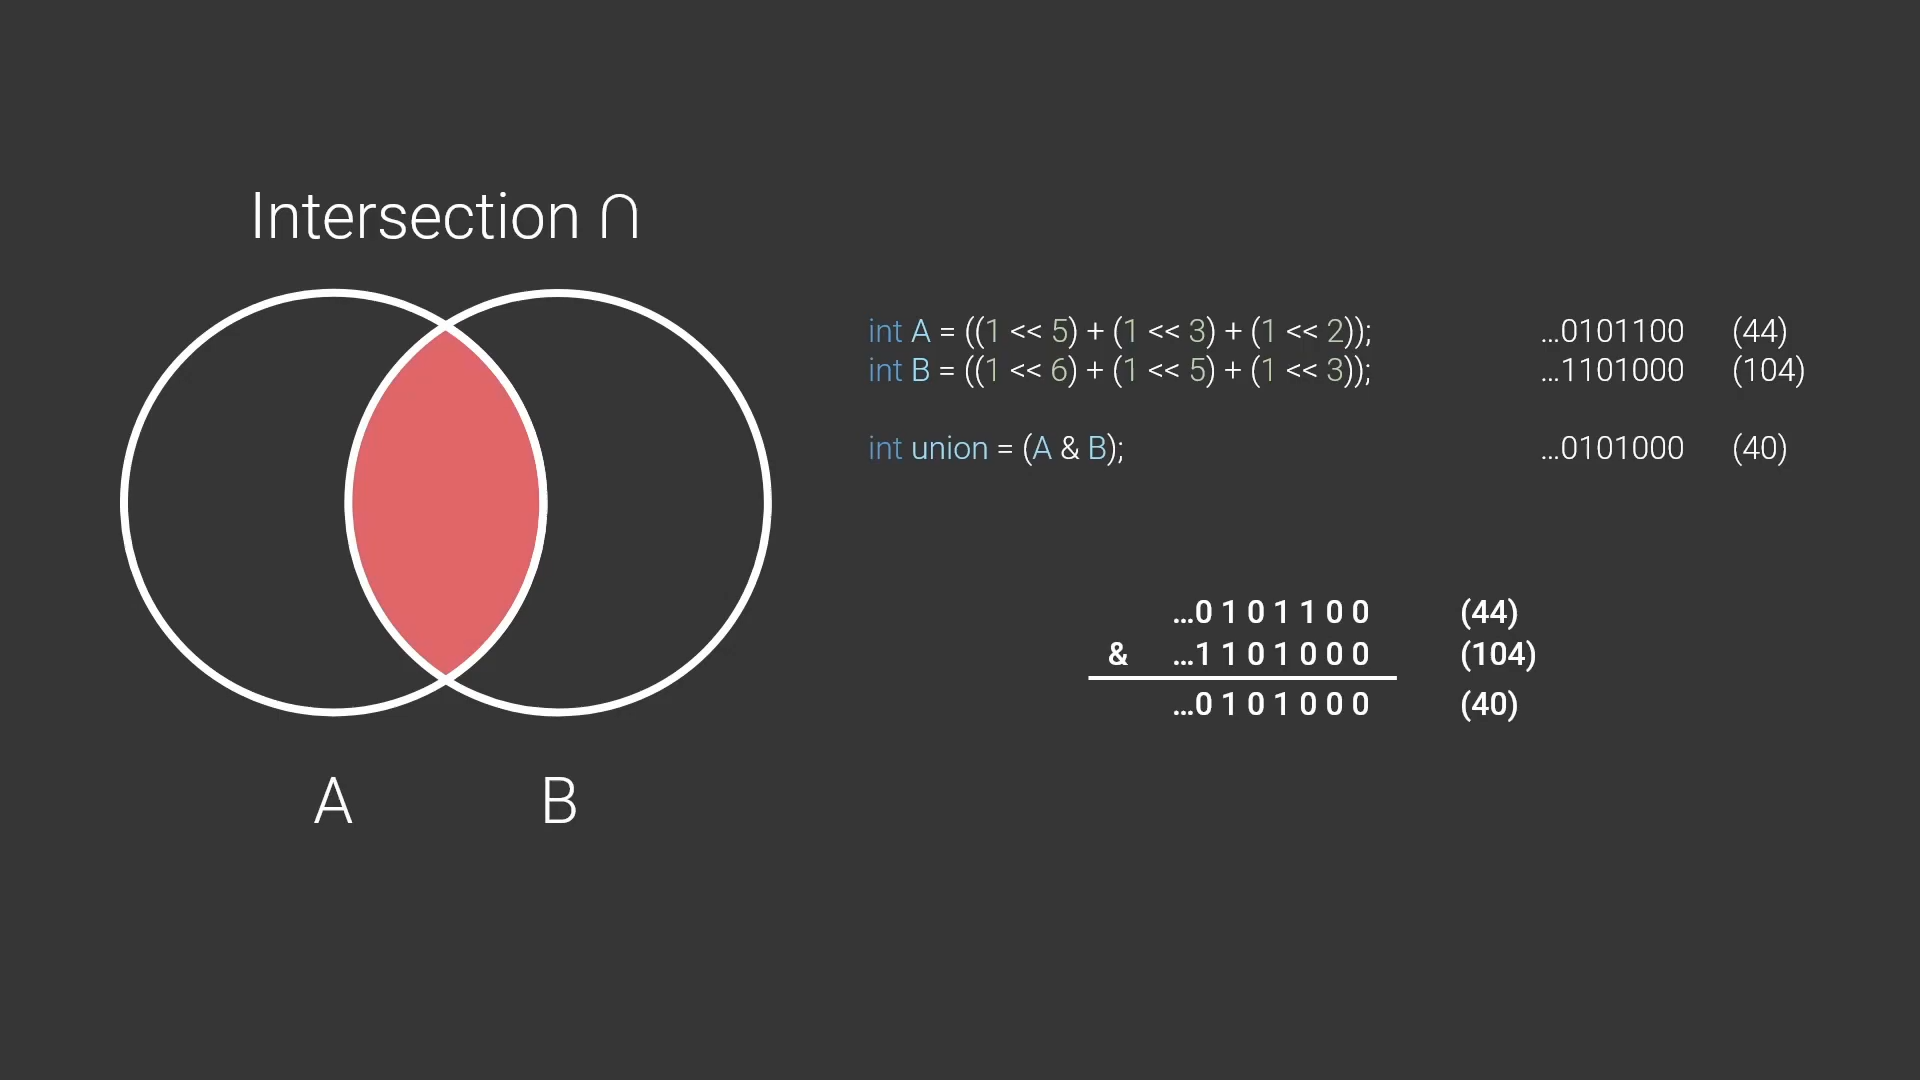 Intersection ∩
int A = ((1 << 5) + (1 << 3) + (1 << 2)); ...0101100 (44)
int B = ((1 << 6) + (1 << 5) + (1 << 3)); ...1101000 (104)
int union = (A & B); ...0101000 (40)
...0 1 0 1 1 0 0 (44)
& ...1 1 0 1 0 0 0 (104)
...0 1 0 1 0 0 0 (40)
A B